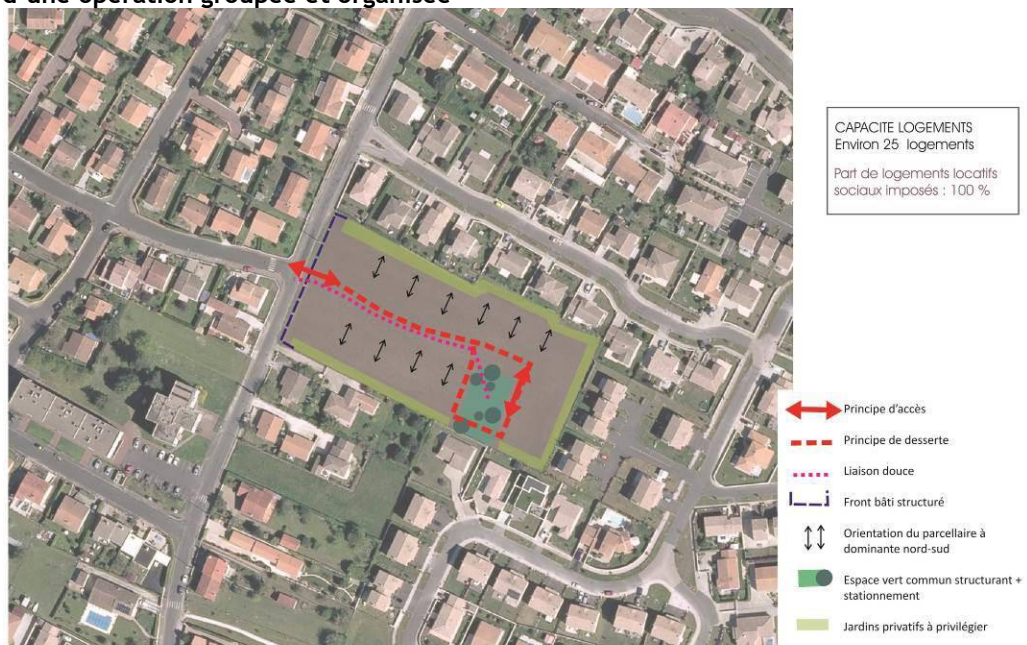 d'une opération groupée et organisée
CAPACITE LOGEMENTS
Environ 25 logements
Part de logements locatifs
sociaux imposés : 100 %
Principe d'accès
Principe de desserte
Liaison douce
Front bâti structuré
Orientation du parcellaire à
dominante nord-sud
Espace vert commun structurant +
stationnement
Jardins privatifs à privilégier